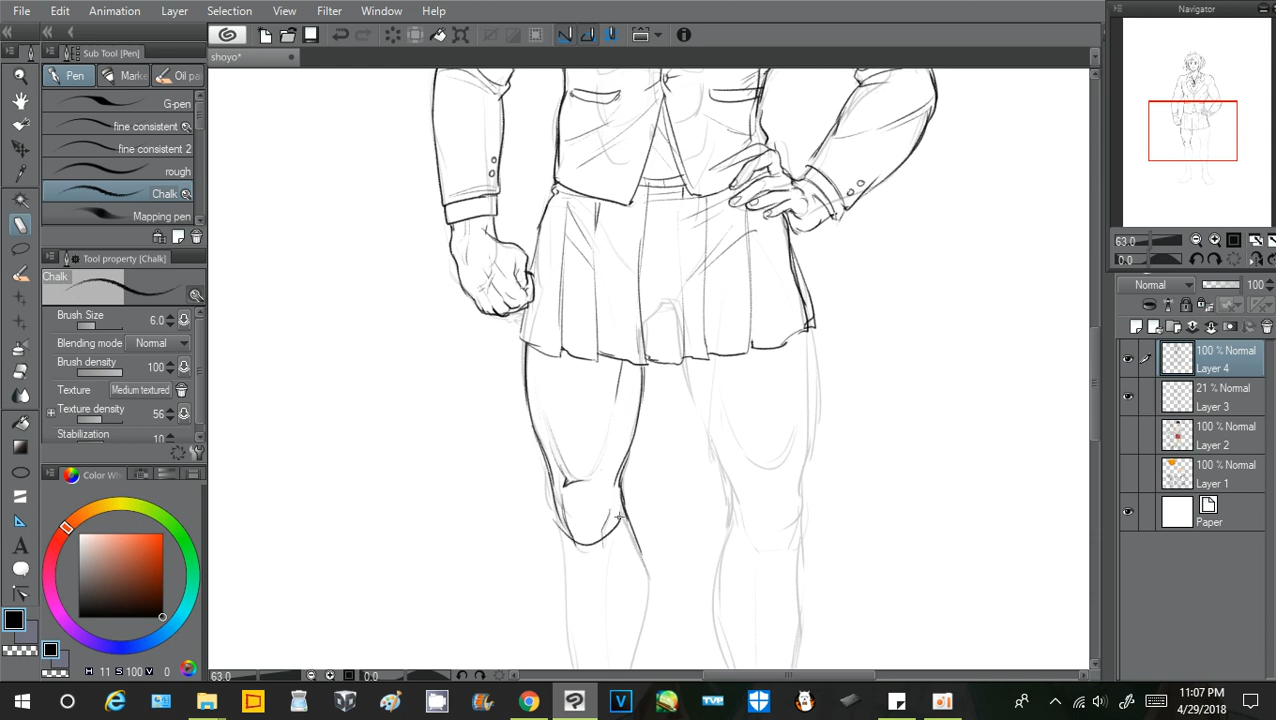 File Edit Animation Layer Selection View Filter Window Help
Navigator
Sub Tool [Pen]
shoyo*
Pen
Marke
Oil pa
G-pen
fine consistent
fine consistent 2
rough
Chalk
Mapping pen
Tool property [Chalk]
Chalk
Brush Size 6.0
Blending mode Normal
Brush density 100
Texture Medium textured
Texture density 56
Stabilization 10
Color Wh
H 11 S 100 V 0
63.0
0.0
63.0
0.0
Normal 100
100 % Normal
Layer 4
21 % Normal
Layer 3
100 % Normal
Layer 2
100 % Normal
Layer 1
Paper
TVP
11:07 PM
4/29/2018